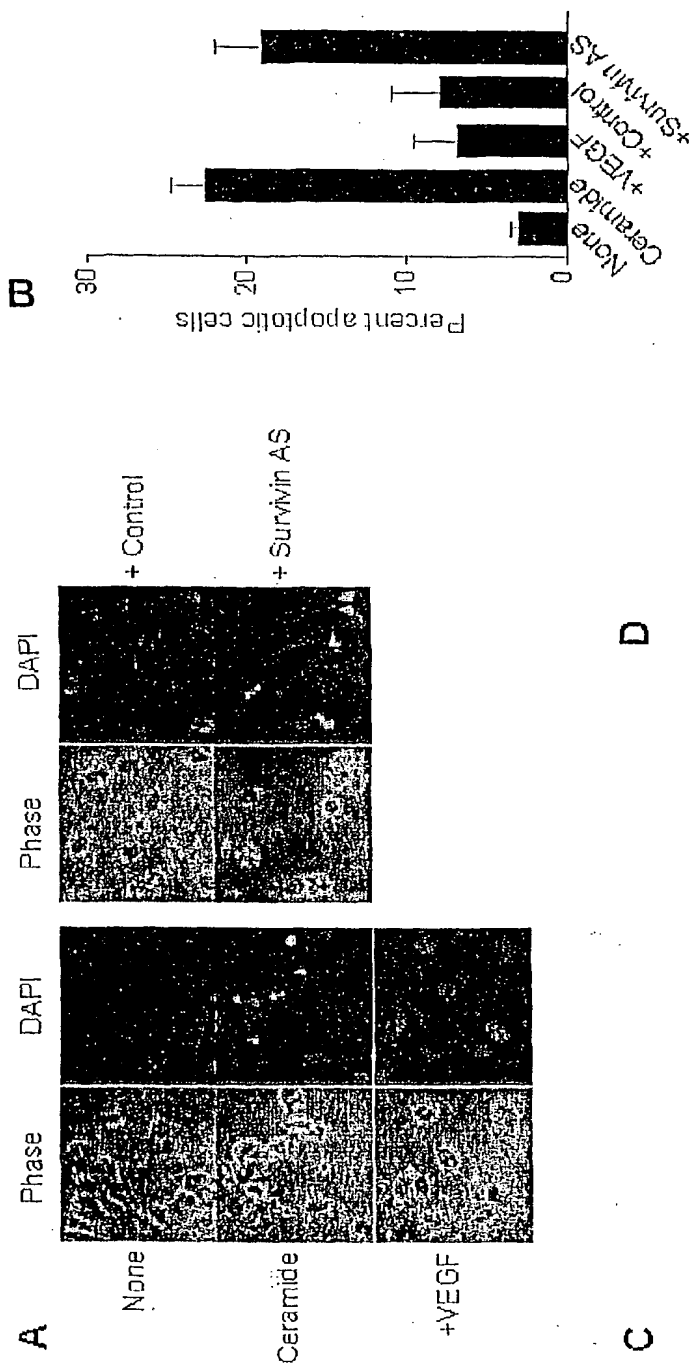 A
Phase DAPI Phase DAPI
None
Ceramide
+VEGF
+ Control
+ Survivin AS
B
Percent apoptotic cells
30
20
10
0
None
Ceramide
+VEGF
+Control
+Survivin AS
C
D